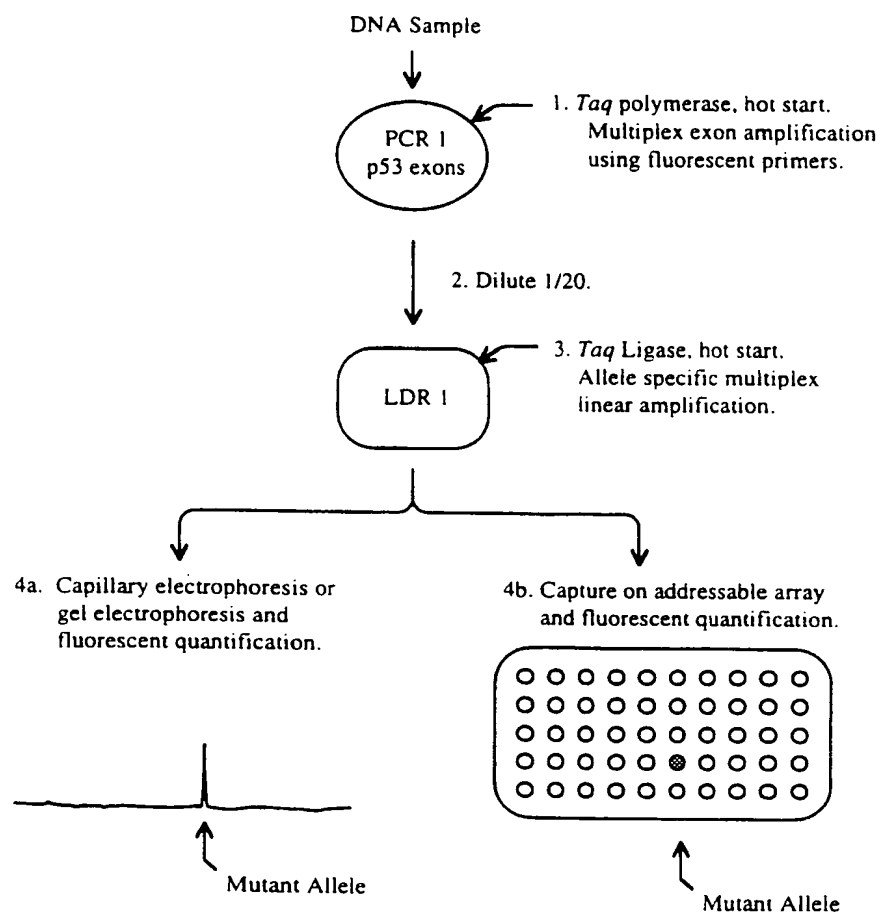 DNA Sample
1. Taq polymerase, hot start.
Multiplex exon amplification
using fluorescent primers.
PCR 1
p53 exons
2. Dilute 1/20.
3. Taq Ligase, hot start.
Allele specific multiplex
linear amplification.
LDR 1
4a. Capillary electrophoresis or
gel electrophoresis and
fluorescent quantification.
4b. Capture on addressable array
and fluorescent quantification.
Mutant Allele
Mutant Allele